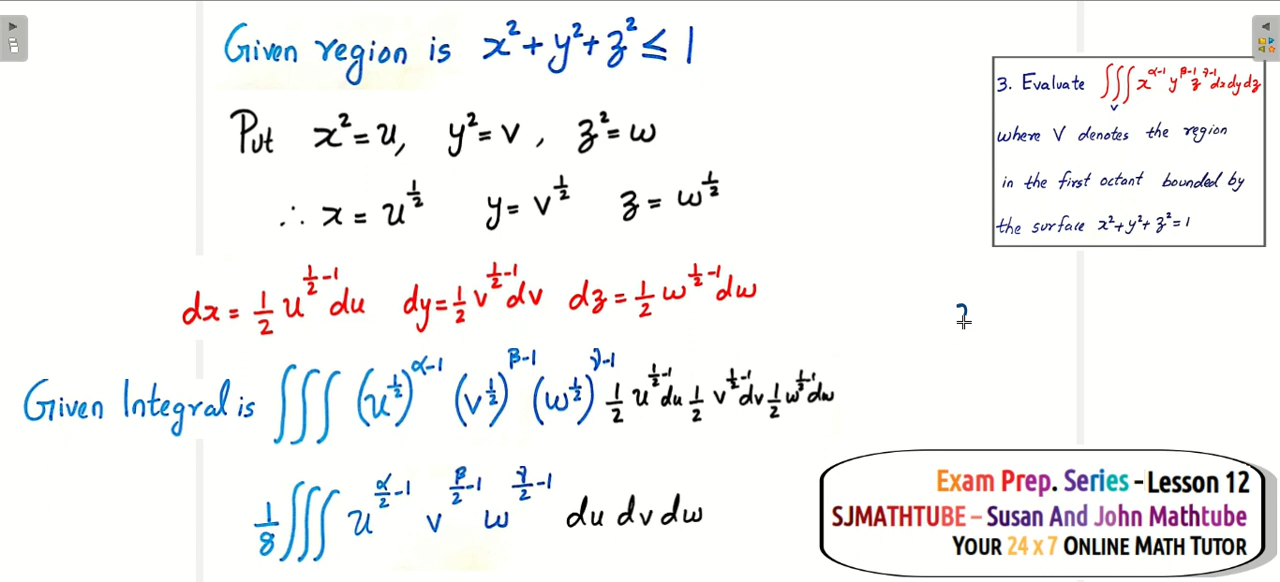 Given region is x²+y²+z² ≤ 1
Put x²=u, y²=v, z²=w
∴ x = u^(1/2) y = v^(1/2) z = w^(1/2)
dx = 1/2 u^(1/2 -1) du dy = 1/2 v^(1/2 -1) dv dz = 1/2 w^(1/2 -1) dw
Given Integral is ∫∫∫ (u^(1/2))^(α-1) (v^(1/2))^(β-1) (w^(1/2))^(γ-1) 1/2 u^(1/2 -1) du 1/2 v^(1/2 -1) dv 1/2 w^(1/2 -1) dw
1/8 ∫∫∫ u^(α/2 -1) v^(β/2 -1) w^(γ/2 -1) du dv dw
3. Evaluate ∫∫∫_V x^(α-1) y^(β-1) z^(γ-1) dx dy dz
where V denotes the region
in the first octant bounded by
the surface x²+y²+z²=1
Exam Prep. Series - Lesson 12
SJMATHTUBE – Susan And John Mathtube
YOUR 24 x 7 ONLINE MATH TUTOR